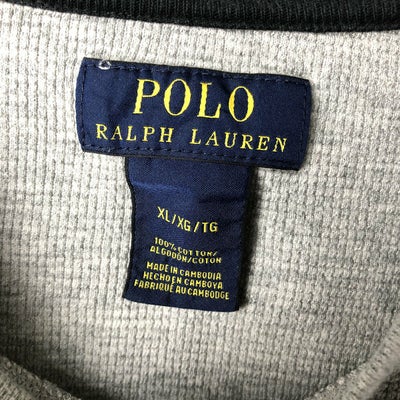 POLO
RALPH LAUREN
XL/XG/TG
100% COTTON/
ALGODÓN/COTON
MADE IN CAMBODIA
HECHO EN CAMBOYA
FABRIQUÉ AU CAMBODGE